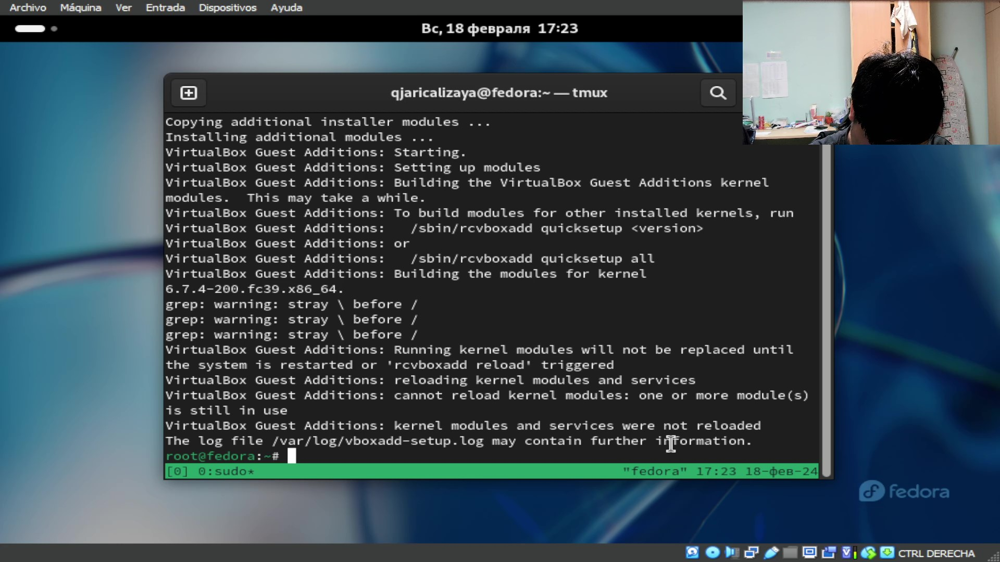 Archivo Máquina Ver Entrada Dispositivos Ayuda
Вс, 18 февраля 17:23
qjaricalizaya@fedora:~ — tmux
Copying additional installer modules ...
Installing additional modules ...
VirtualBox Guest Additions: Starting.
VirtualBox Guest Additions: Setting up modules
VirtualBox Guest Additions: Building the VirtualBox Guest Additions kernel
modules.  This may take a while.
VirtualBox Guest Additions: To build modules for other installed kernels, run
VirtualBox Guest Additions:   /sbin/rcvboxadd quicksetup <version>
VirtualBox Guest Additions: or
VirtualBox Guest Additions:   /sbin/rcvboxadd quicksetup all
VirtualBox Guest Additions: Building the modules for kernel
6.7.4-200.fc39.x86_64.
grep: warning: stray \ before /
grep: warning: stray \ before /
grep: warning: stray \ before /
VirtualBox Guest Additions: Running kernel modules will not be replaced until
the system is restarted or 'rcvboxadd reload' triggered
VirtualBox Guest Additions: reloading kernel modules and services
VirtualBox Guest Additions: cannot reload kernel modules: one or more module(s)
is still in use
VirtualBox Guest Additions: kernel modules and services were not reloaded
The log file /var/log/vboxadd-setup.log may contain further information.
root@fedora:~#
[0] 0:sudo* "fedora" 17:23 18-фев-24
fedora
CTRL DERECHA